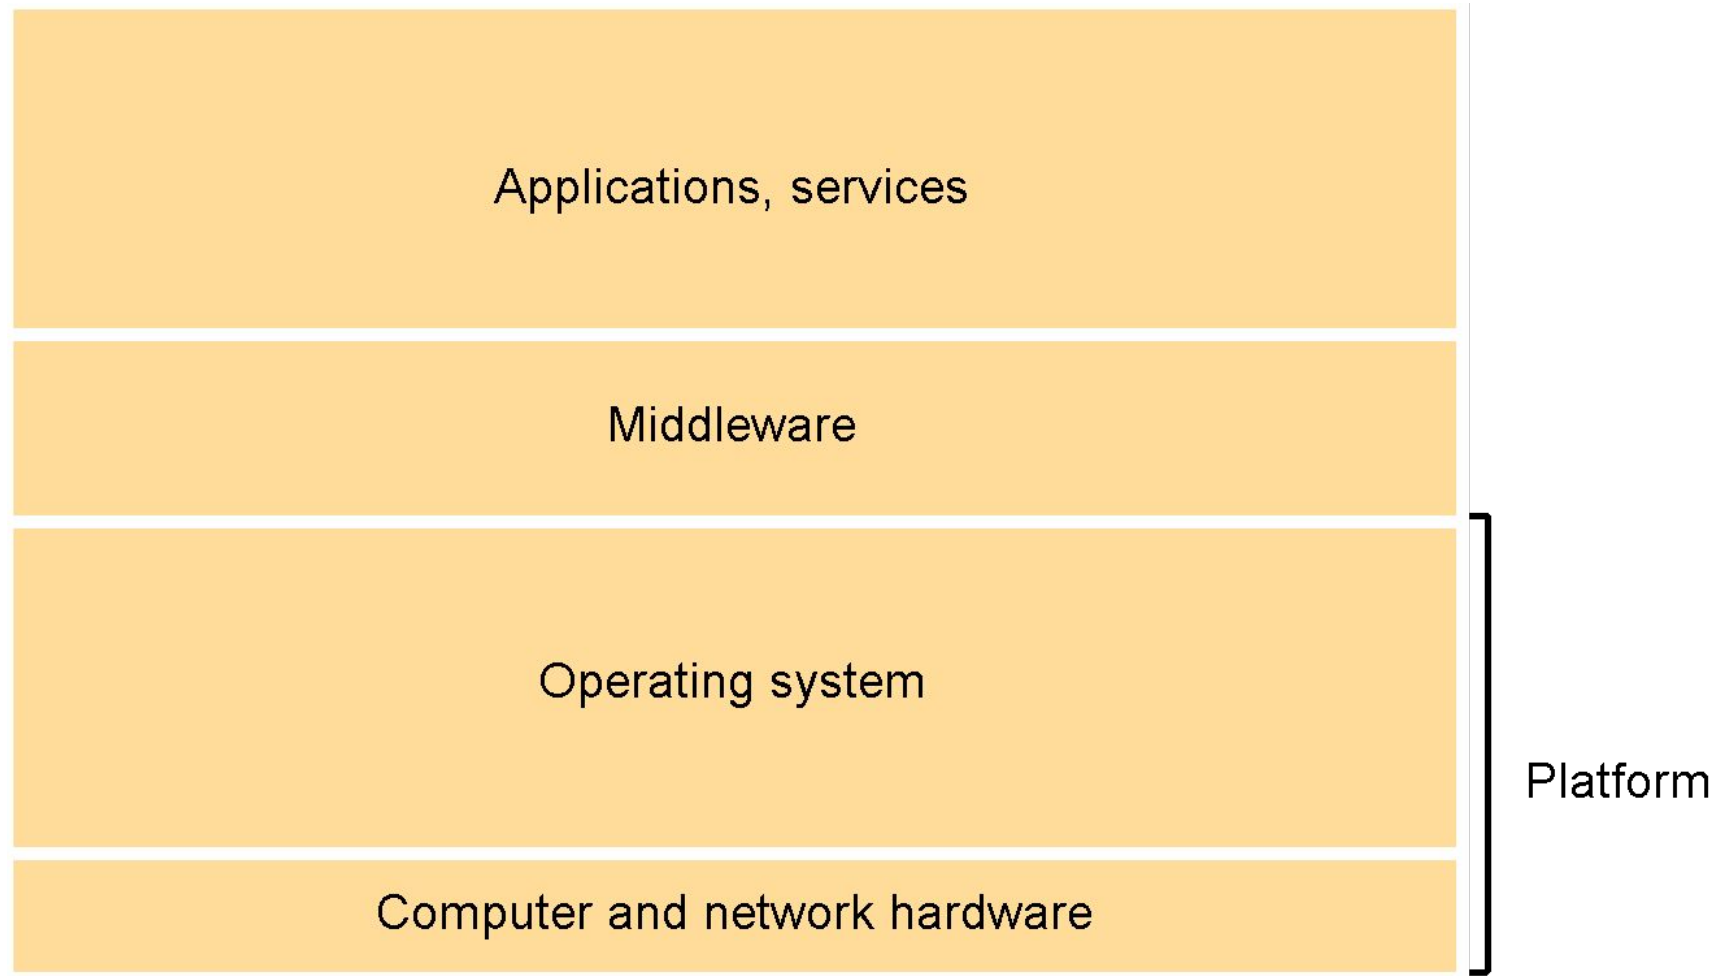 Applications, services
Middleware
Operating system
Platform
Computer and network hardware